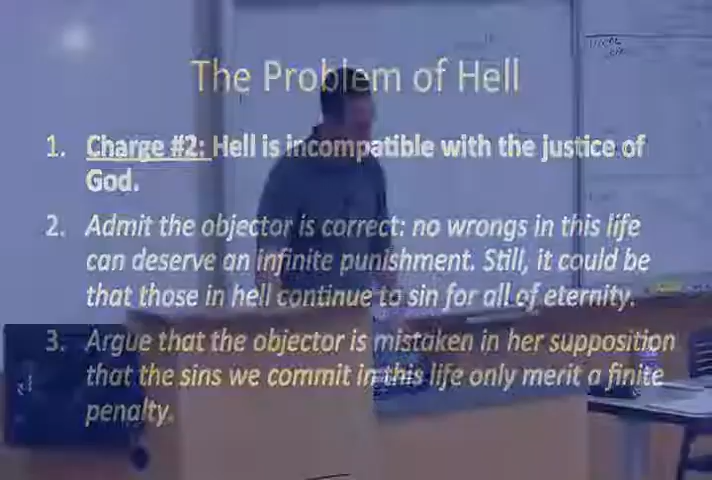 The Problem of Hell
1. Charge #2: Hell is incompatible with the justice of
God.
2. Admit the objector is correct: no wrongs in this life
can deserve an infinite punishment. Still, it could be
that those in hell continue to sin for all of eternity.
3. Argue that the objector is mistaken in her supposition
that the sins we commit in this life only merit a finite
penalty.